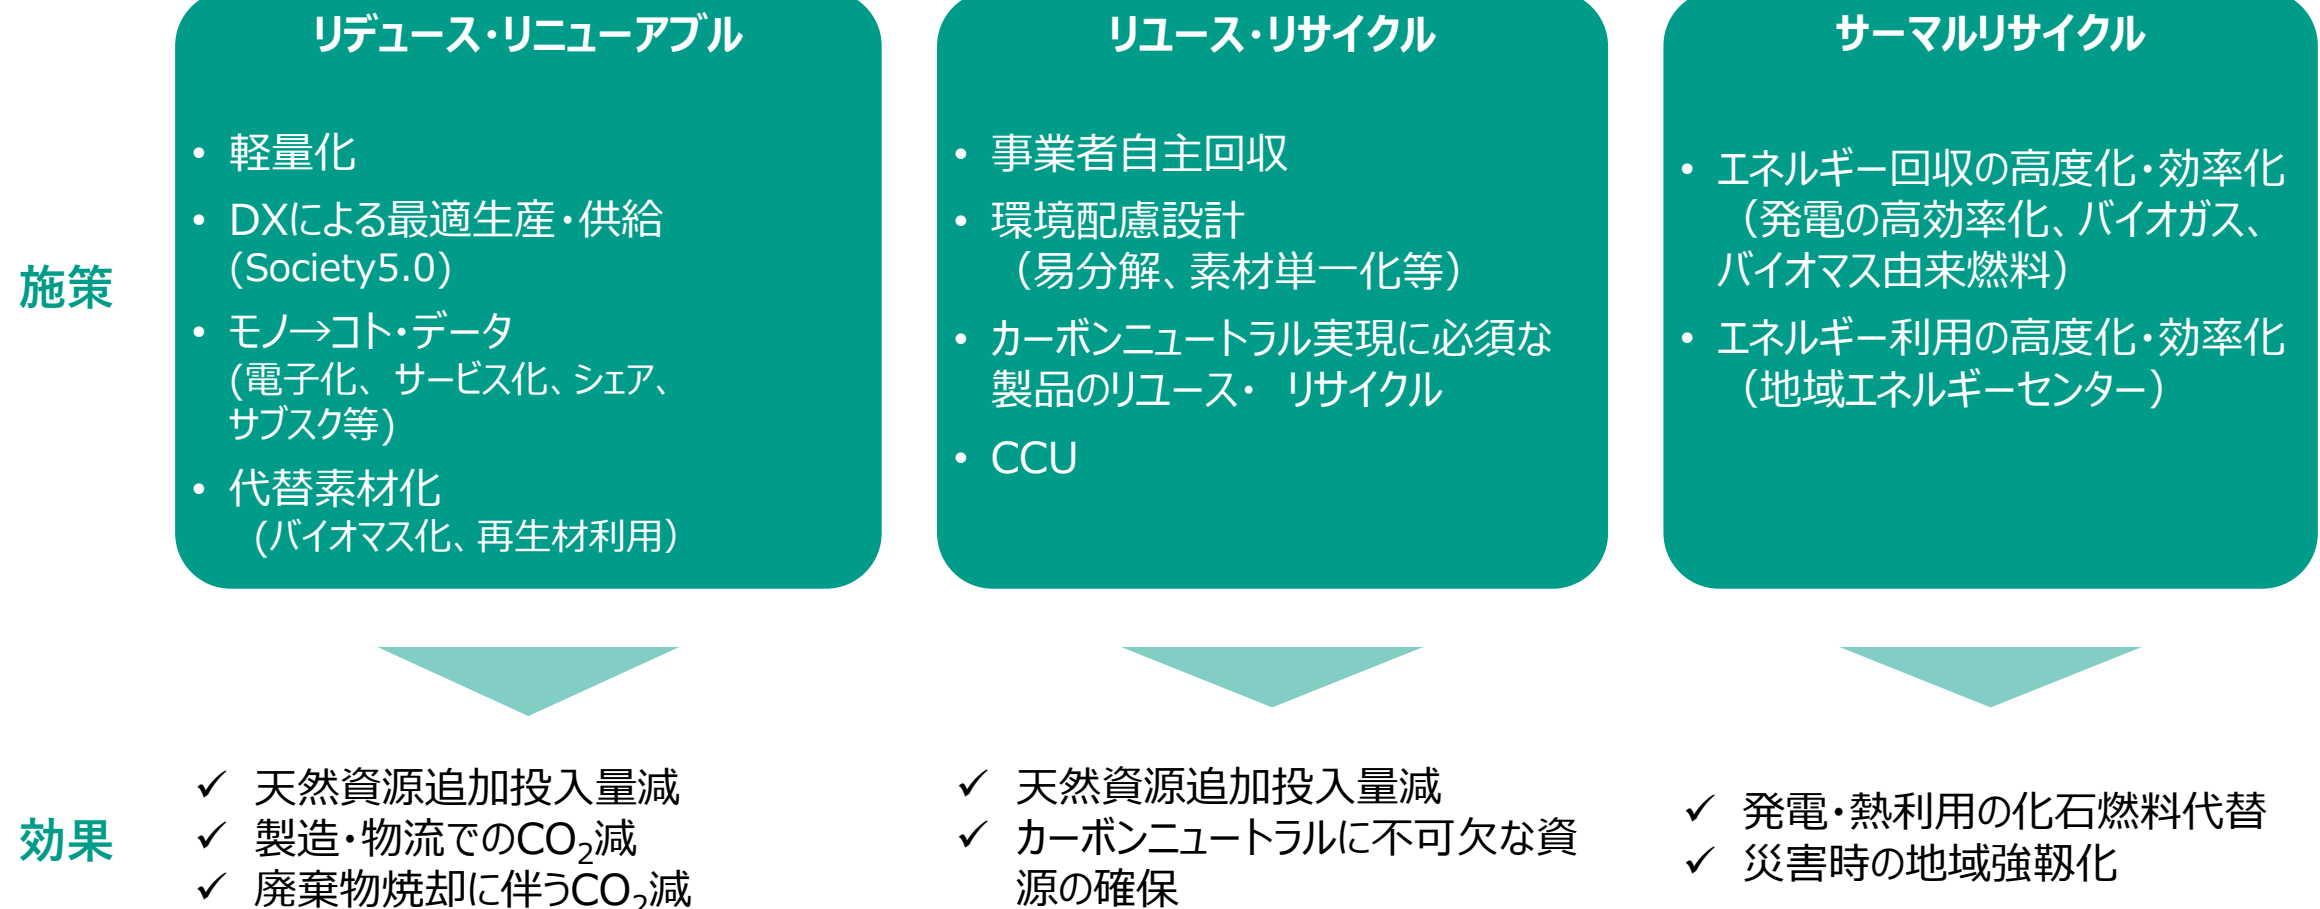 リデュース・リニューアブル
• 軽量化
• DXによる最適生産・供給
(Society5.0)
• モノ→コト・データ
(電子化、サービス化、シェア、
サブスク等)
• 代替素材化
(バイオマス化、再生材利用）
リユース・リサイクル
• 事業者自主回収
• 環境配慮設計
（易分解、素材単一化等）
• カーボンニュートラル実現に必須な
製品のリユース・ リサイクル
• CCU
サーマルリサイクル
• エネルギー回収の高度化・効率化
（発電の高効率化、バイオガス、
バイオマス由来燃料）
• エネルギー利用の高度化・効率化
（地域エネルギーセンター）
施策
効果
✓ 天然資源追加投入量減
✓ 製造・物流でのCO₂減
✓ 廃棄物焼却に伴うCO₂減
✓ 天然資源追加投入量減
✓ カーボンニュートラルに不可欠な資
源の確保
✓ 発電・熱利用の化石燃料代替
✓ 災害時の地域強靱化